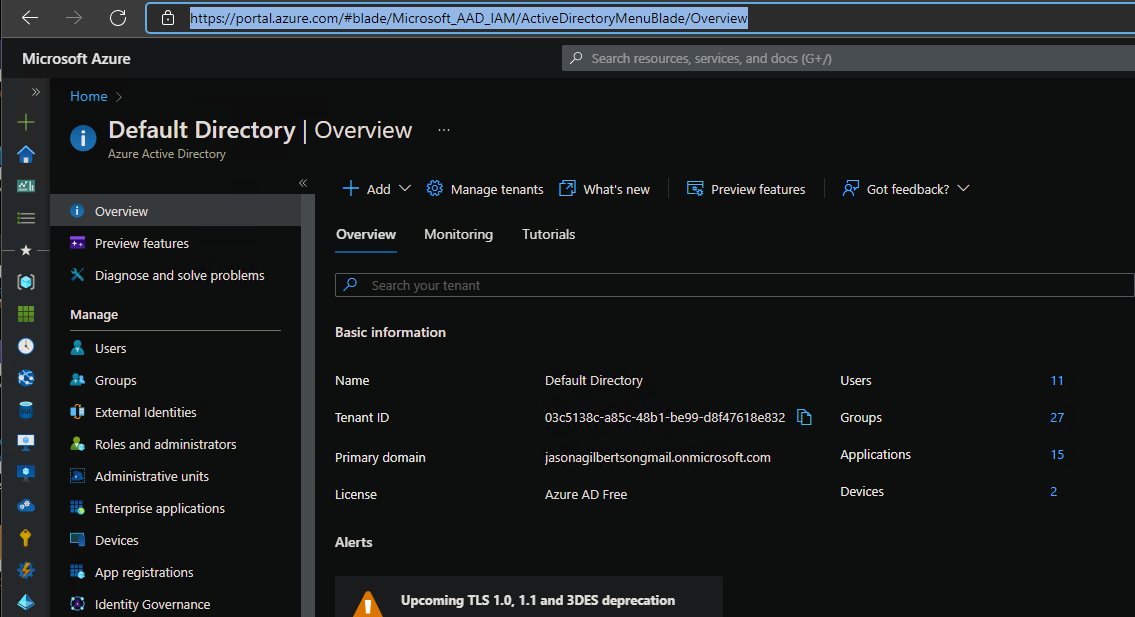 https://portal.azure.com/#blade/Microsoft_AAD_IAM/ActiveDirectoryMenuBlade/Overview
Microsoft Azure
Search resources, services, and docs (G+/)
Home
Default Directory | Overview ...
Azure Active Directory
Add
Manage tenants
What's new
Preview features
Got feedback?
Overview
Preview features
Diagnose and solve problems
Manage
Users
Groups
External Identities
Roles and administrators
Administrative units
Enterprise applications
Devices
App registrations
Identity Governance
Overview
Monitoring
Tutorials
Search your tenant
Basic information
Name Default Directory
Tenant ID 03c5138c-a85c-48b1-be99-d8f47618e832
Primary domain jasonagilbertsongmail.onmicrosoft.com
License Azure AD Free
Users 11
Groups 27
Applications 15
Devices 2
Alerts
Upcoming TLS 1.0, 1.1 and 3DES deprecation